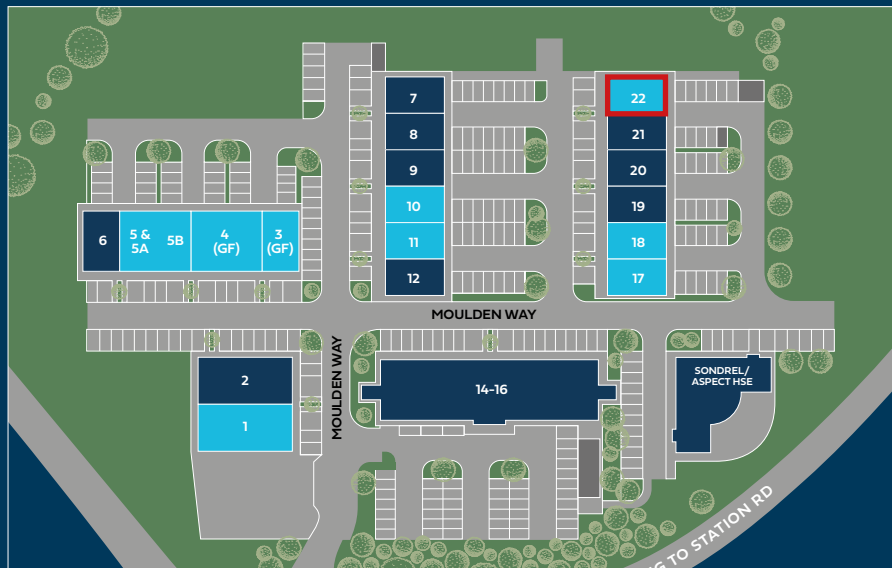 7
8
9
10
11
12
22
21
20
19
18
17
6
5 &
5A
5B
4
(GF)
3
(GF)
MOULDEN WAY
MOULDEN WAY
2
1
14-16
SONDREL/
ASPECT HSE
TO STATION RD